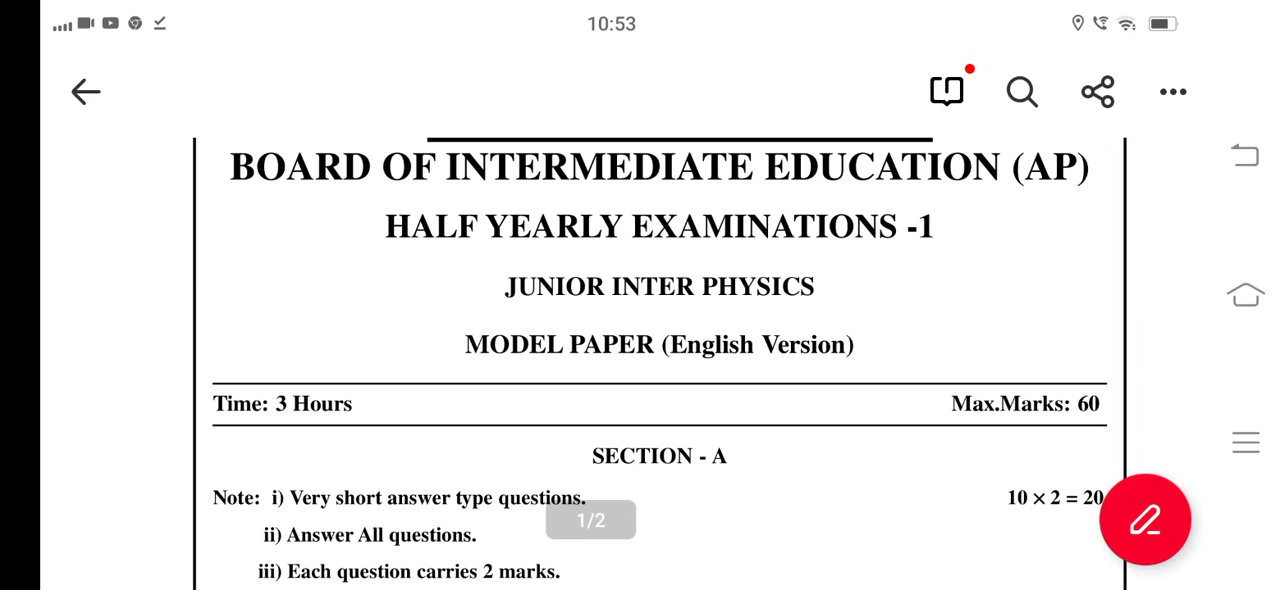 10:53
BOARD OF INTERMEDIATE EDUCATION (AP)
HALF YEARLY EXAMINATIONS -1
JUNIOR INTER PHYSICS
MODEL PAPER (English Version)
Time: 3 Hours Max.Marks: 60
SECTION - A
Note: i) Very short answer type questions. 10 × 2 = 20
1/2
ii) Answer All questions.
iii) Each question carries 2 marks.